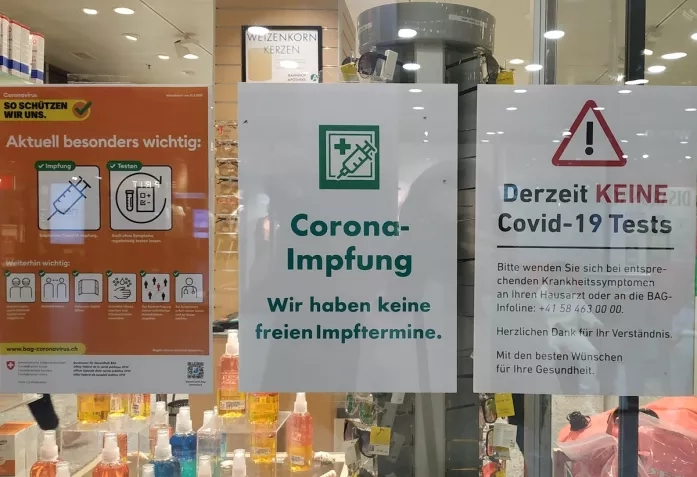 WEIZENKORN
KERZEN
BAHNHOF
APOTHEKE
Coronavirus
SO SCHÜTZEN
WIR UNS.
Aktuell besonders wichtig:
Impfung
Testen
Weiterhin wichtig:
www.bag-coronavirus.ch
Corona-
Impfung
Wir haben keine
freien Impftermine.
Derzeit KEINE
Covid-19 Tests
Bitte wenden Sie sich bei entspre-
chenden Krankheitssymptomen
an Ihren Hausarzt oder an die BAG-
Infoline: +41 58 463 00 00.
Herzlichen Dank für Ihr Verständnis.
Mit den besten Wünschen
für Ihre Gesundheit.